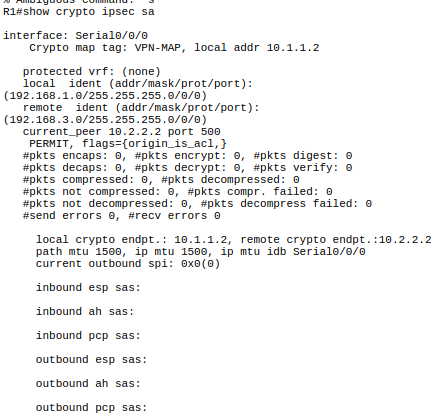 % Ambiguous command: "s"
R1#show crypto ipsec sa
interface: Serial0/0/0
Crypto map tag: VPN-MAP, local addr 10.1.1.2
protected vrf: (none)
local ident (addr/mask/prot/port):
(192.168.1.0/255.255.255.0/0/0)
remote ident (addr/mask/prot/port):
(192.168.3.0/255.255.255.0/0/0)
current_peer 10.2.2.2 port 500
PERMIT, flags={origin_is_acl,}
#pkts encaps: 0, #pkts encrypt: 0, #pkts digest: 0
#pkts decaps: 0, #pkts decrypt: 0, #pkts verify: 0
#pkts compressed: 0, #pkts decompressed: 0
#pkts not compressed: 0, #pkts compr. failed: 0
#pkts not decompressed: 0, #pkts decompress failed: 0
#send errors 0, #recv errors 0
local crypto endpt.: 10.1.1.2, remote crypto endpt.:10.2.2.2
path mtu 1500, ip mtu 1500, ip mtu idb Serial0/0/0
current outbound spi: 0x0(0)
inbound esp sas:
inbound ah sas:
inbound pcp sas:
outbound esp sas:
outbound ah sas:
outbound pcp sas: